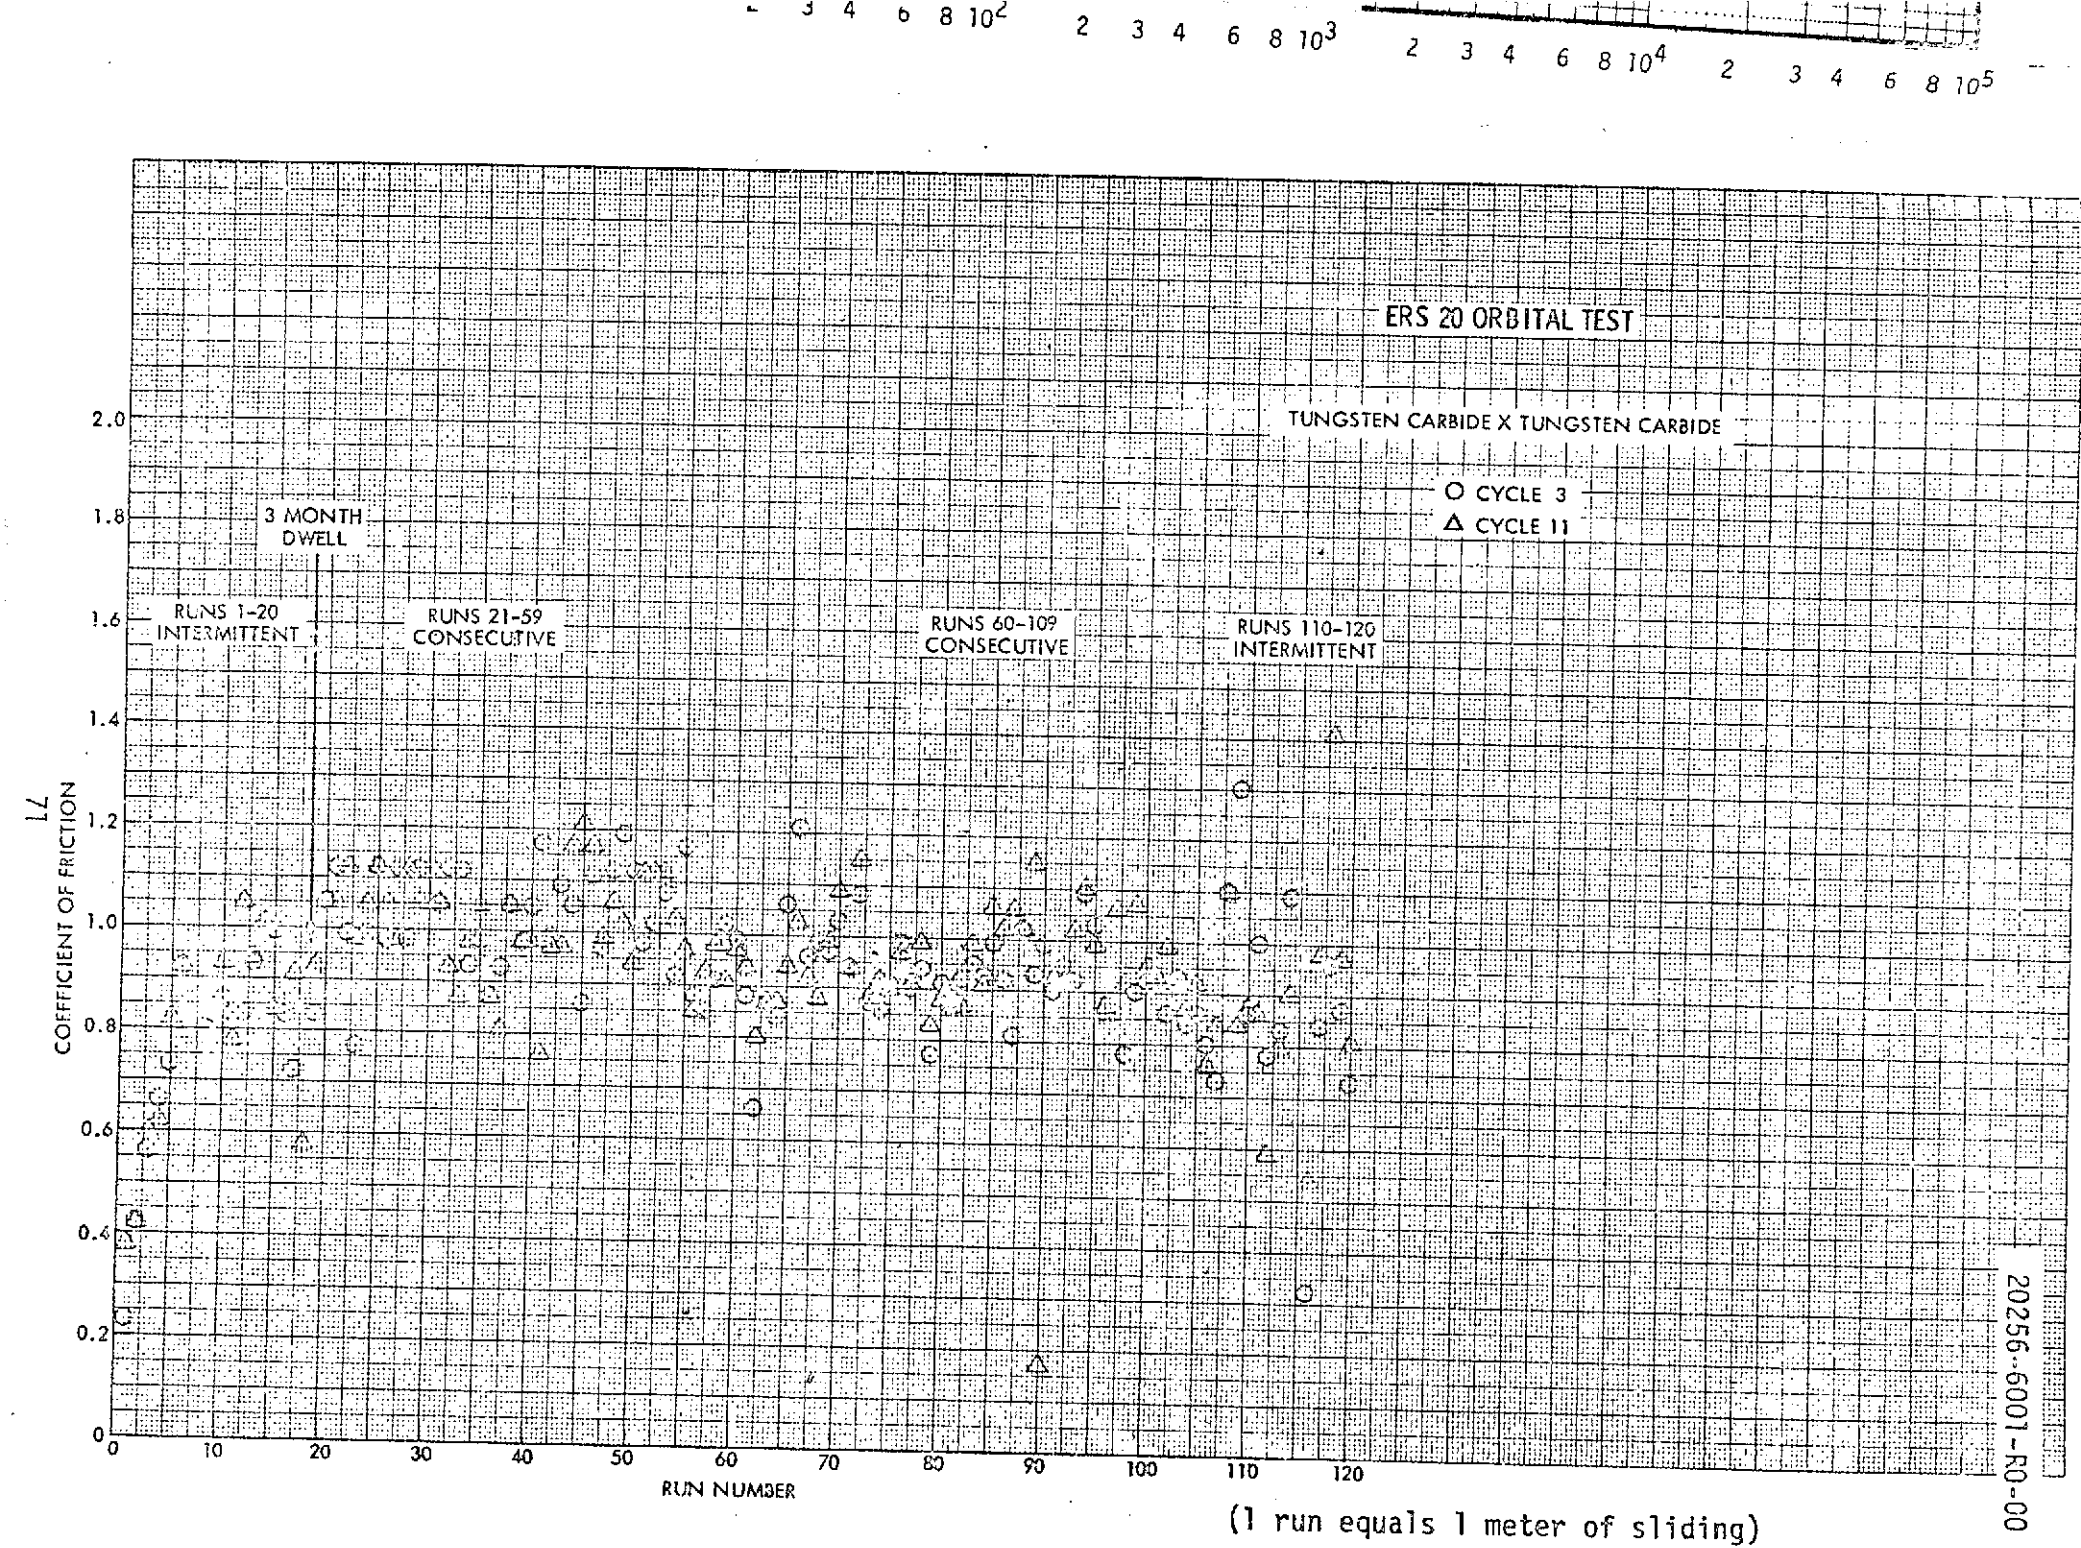 3 4 6 8 10² 2 3 4 6 8 10³ 2 3 4 6 8 10⁴ 2 3 4 6 8 10⁵
ERS 20 ORBITAL TEST
TUNGSTEN CARBIDE X TUNGSTEN CARBIDE
O CYCLE 3
△ CYCLE 11
3 MONTH
DWELL
RUNS 1-20
INTERMITTENT
RUNS 21-59
CONSECUTIVE
RUNS 60-109
CONSECUTIVE
RUNS 110-120
INTERMITTENT
2.0
1.8
1.6
1.4
1.2
1.0
0.8
0.6
0.4
0.2
0
71
COEFFICIENT OF FRICTION
0 10 20 30 40 50 60 70 80 90 100 110 120
RUN NUMBER
(1 run equals 1 meter of sliding)
20256-6001-R0-00